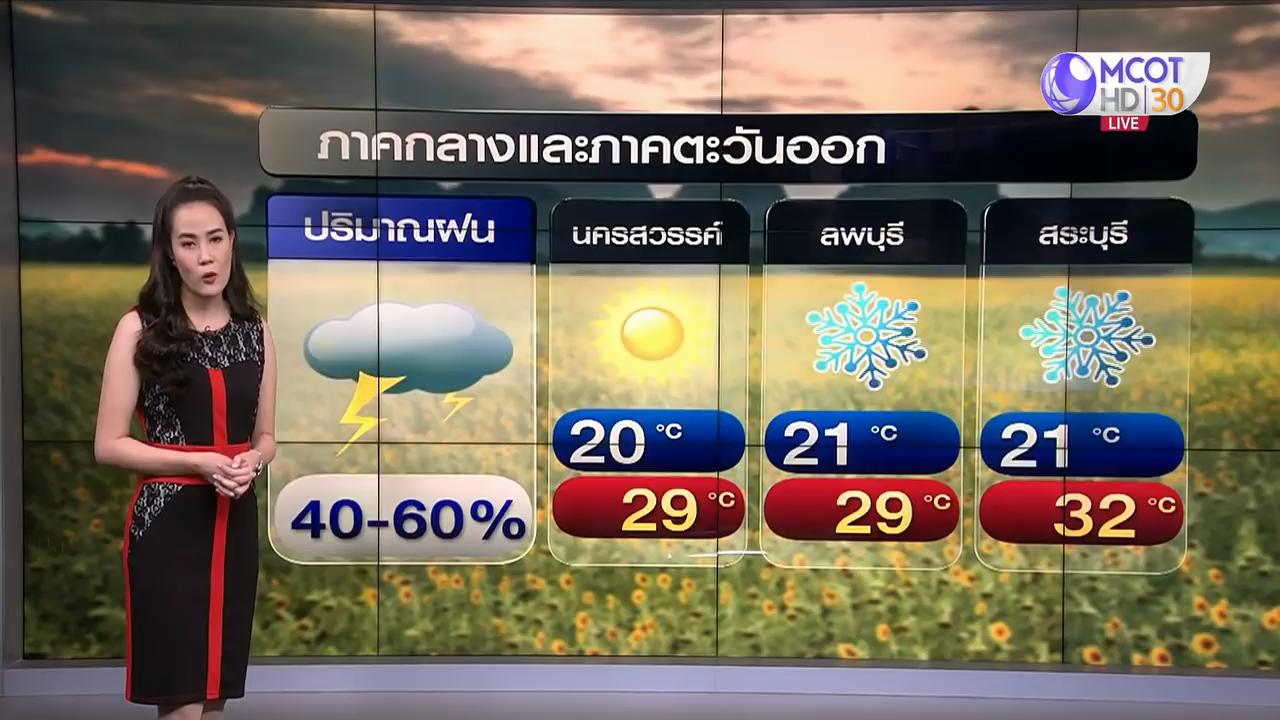 MCOT
HD|30
LIVE
ภาคกลางและภาคตะวันออก
ปริมาณฝน
นครสวรรค์
ลพบุรี
สระบุรี
20 °C
21 °C
21 °C
40-60%
29 °C
29 °C
32 °C